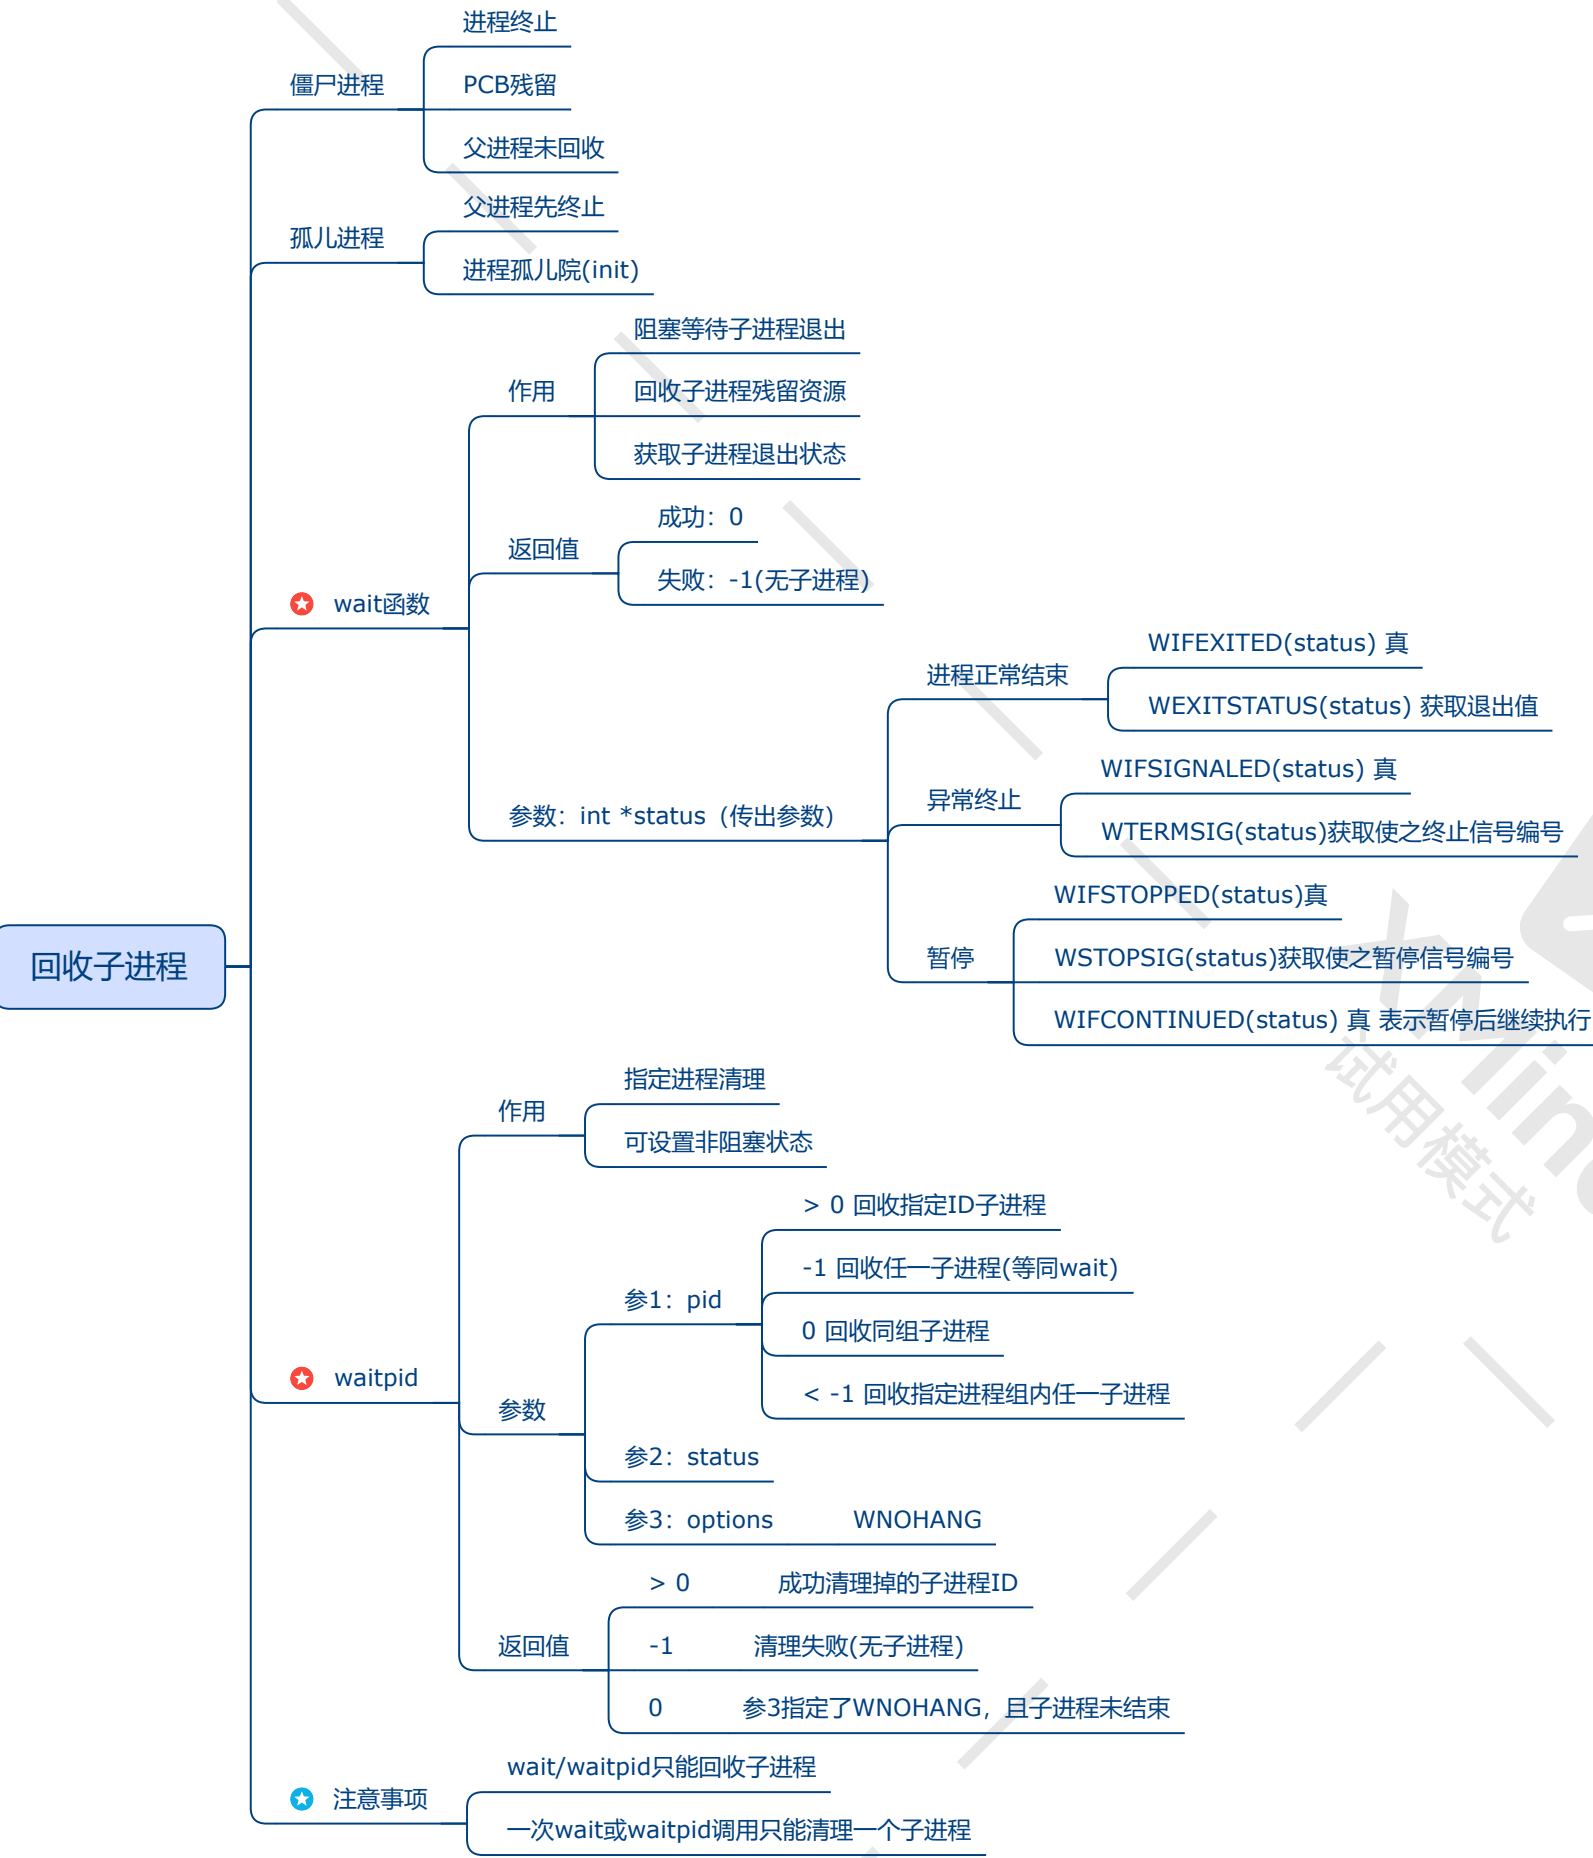 回收子进程
僵尸进程
进程终止
PCB残留
父进程未回收
孤儿进程
父进程先终止
进程孤儿院(init)
wait函数
作用
阻塞等待子进程退出
回收子进程残留资源
获取子进程退出状态
返回值
成功：0
失败：-1(无子进程)
参数：int *status（传出参数）
进程正常结束
WIFEXITED(status) 真
WEXITSTATUS(status) 获取退出值
异常终止
WIFSIGNALED(status) 真
WTERMSIG(status)获取使之终止信号编号
暂停
WIFSTOPPED(status)真
WSTOPSIG(status)获取使之暂停信号编号
WIFCONTINUED(status) 真 表示暂停后继续执行
waitpid
作用
指定进程清理
可设置非阻塞状态
参数
参1：pid
> 0 回收指定ID子进程
-1 回收任一子进程(等同wait)
0 回收同组子进程
< -1 回收指定进程组内任一子进程
参2：status
参3：options
WNOHANG
返回值
> 0
成功清理掉的子进程ID
-1
清理失败(无子进程)
0
参3指定了WNOHANG，且子进程未结束
注意事项
wait/waitpid只能回收子进程
一次wait或waitpid调用只能清理一个子进程
XMin
试用模式